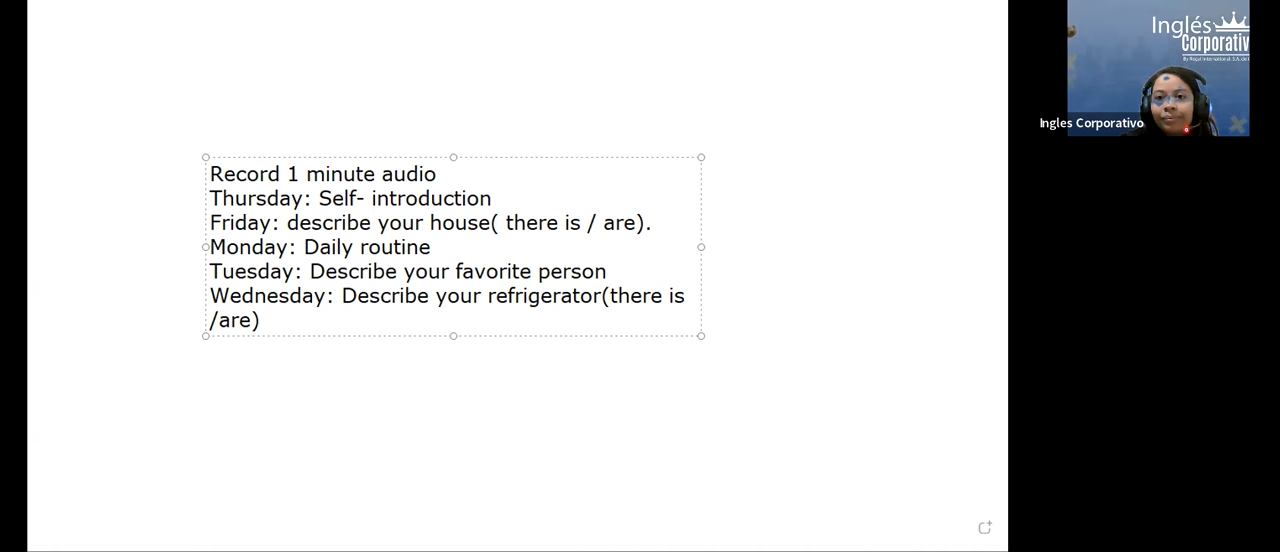 Record 1 minute audio
Thursday: Self- introduction
Friday: describe your house( there is / are).
Monday: Daily routine
Tuesday: Describe your favorite person
Wednesday: Describe your refrigerator(there is
/are)
Inglés
Corporativ
Ingles Corporativo